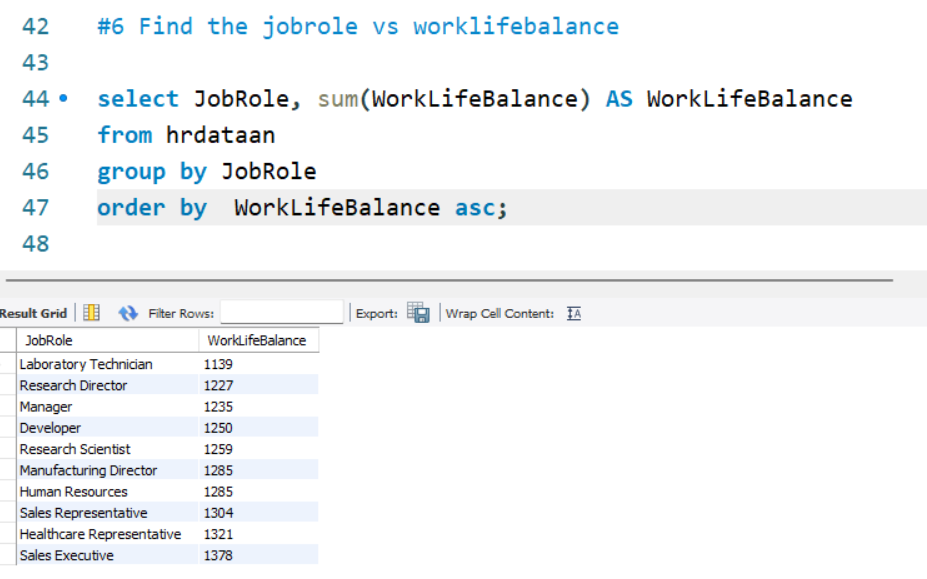 42 #6 Find the jobrole vs worklifebalance
43
44 select JobRole, sum(WorkLifeBalance) AS WorkLifeBalance
45 from hrdataan
46 group by JobRole
47 order by  WorkLifeBalance asc;
48
Result Grid Filter Rows: Export: Wrap Cell Content: IA
JobRole WorkLifeBalance
Laboratory Technician 1139
Research Director 1227
Manager 1235
Developer 1250
Research Scientist 1259
Manufacturing Director 1285
Human Resources 1285
Sales Representative 1304
Healthcare Representative 1321
Sales Executive 1378